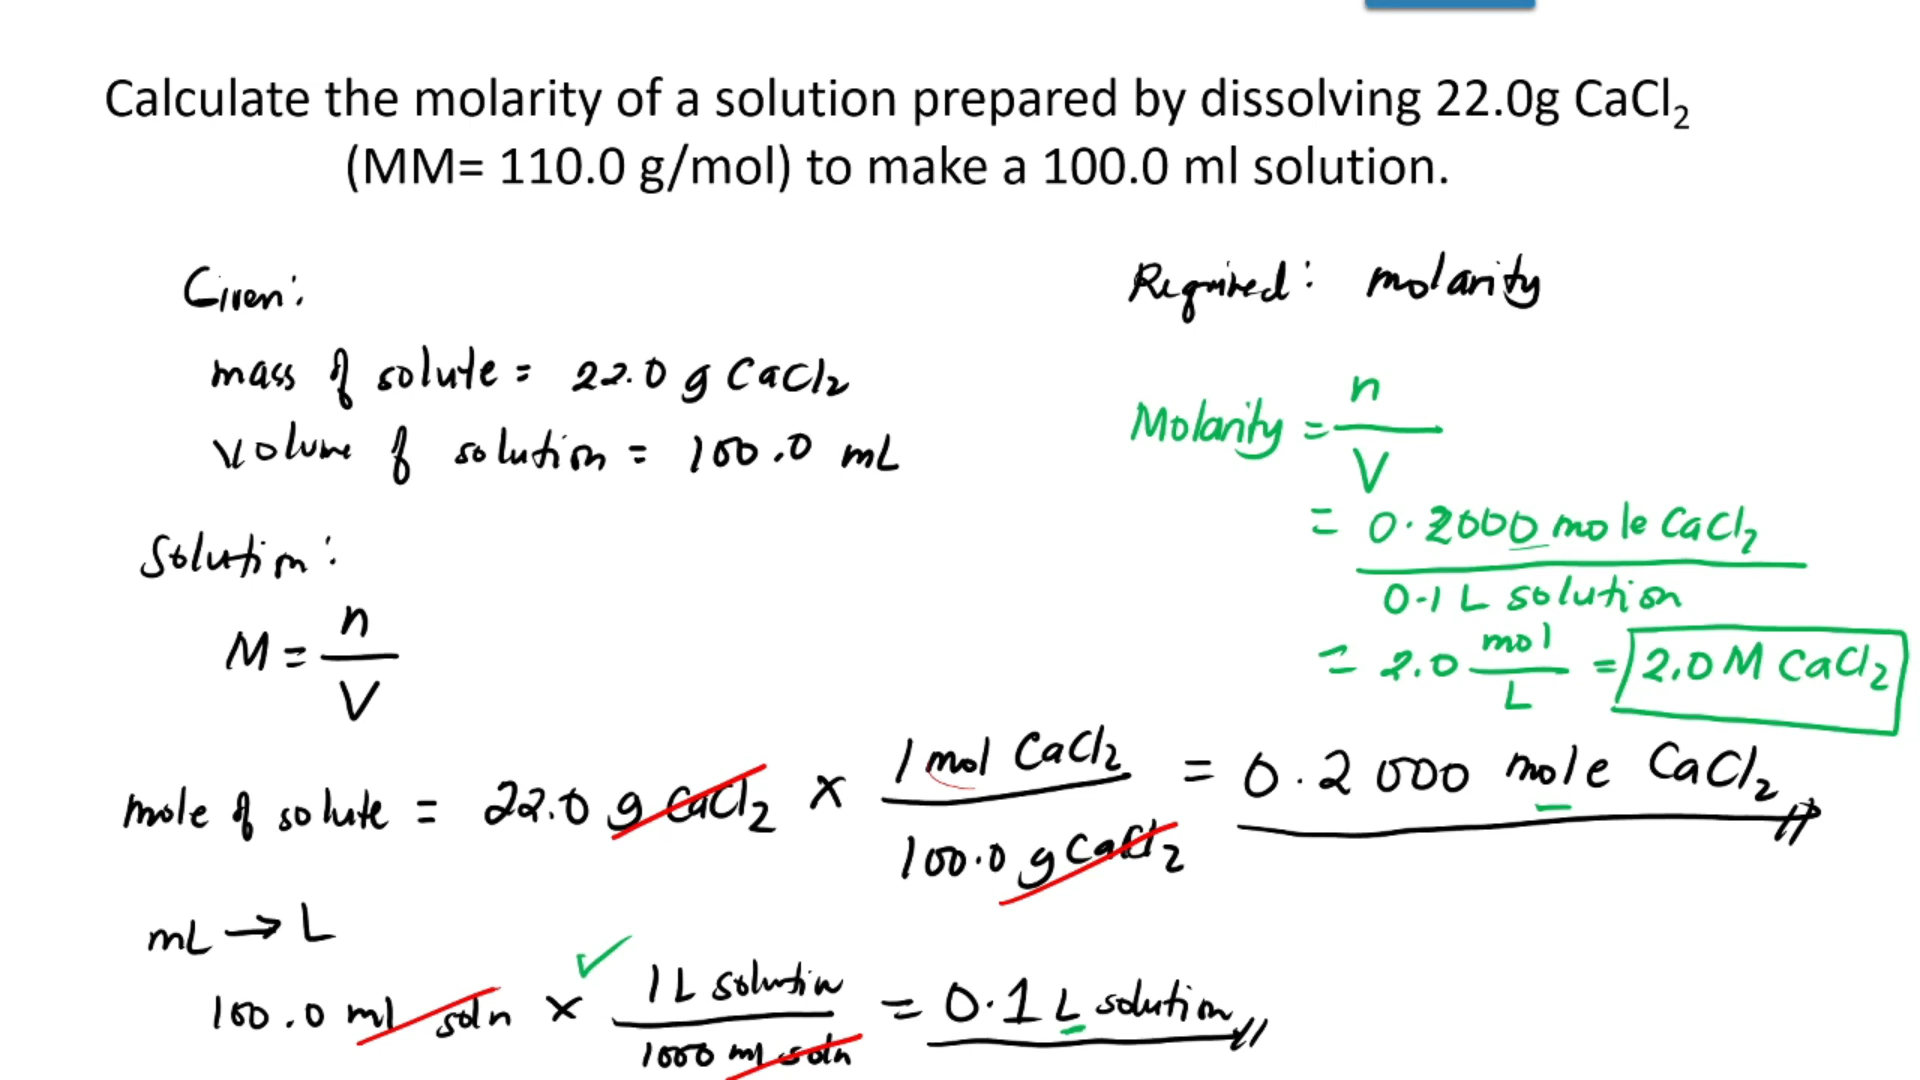 Calculate the molarity of a solution prepared by dissolving 22.0g CaCl₂
(MM= 110.0 g/mol) to make a 100.0 ml solution.
Given:
mass of solute = 22.0 g CaCl₂
volume of solution = 100.0 mL
Solution:
M = n / V
Required: molarity
Molarity = n / V
= 0.2000 mole CaCl₂ / 0.1 L solution
= 2.0 mol / L = 2.0 M CaCl₂
mole of solute = 22.0 g CaCl₂ x 1 mol CaCl₂ / 100.0 g CaCl₂ = 0.2000 mole CaCl₂
mL → L
100.0 ml soln x 1 L solution / 1000 ml soln = 0.1 L solution